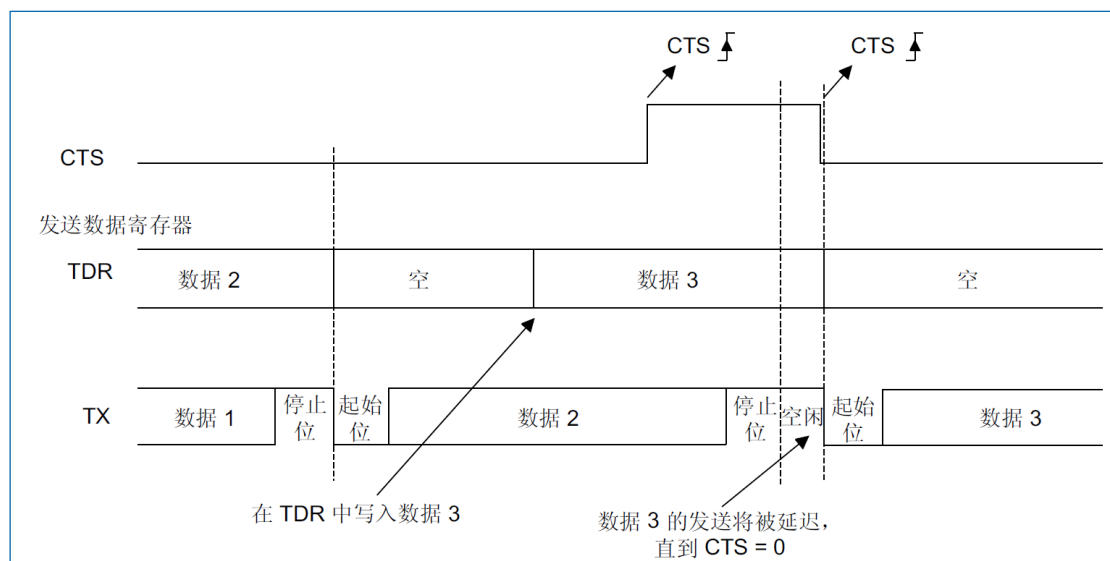 CTS
CTS
CTS
发送数据寄存器
TDR
数据 2
空
数据 3
空
TX
数据 1
停止
位
起始
位
数据 2
停止
位
空闲
起始
位
数据 3
在 TDR 中写入数据 3
数据 3 的发送将被延迟，
直到 CTS = 0